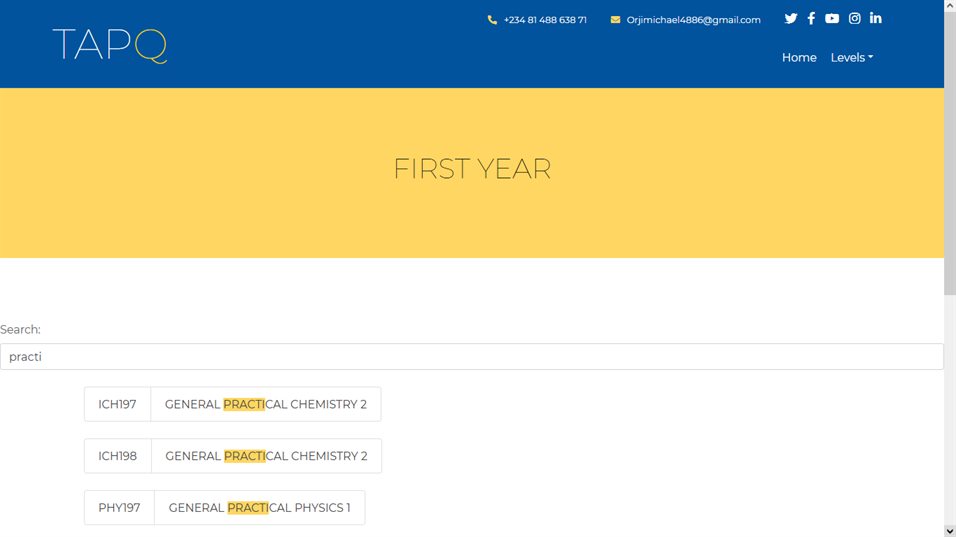 +234 81 488 638 71 Orjimichael4886@gmail.com
TAPQ
Home Levels
FIRST YEAR
Search:
practi
ICH197 GENERAL PRACTICAL CHEMISTRY 2
ICH198 GENERAL PRACTICAL CHEMISTRY 2
PHY197 GENERAL PRACTICAL PHYSICS 1